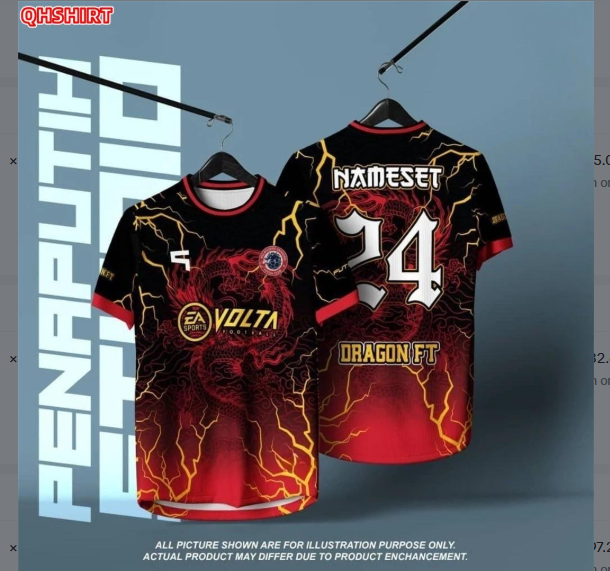 QHSHIRT
PENAPUTIH
NAMESET
24
DRAGON FT
EA
SPORTS
VOLTA
FOOTBALL
ALL PICTURE SHOWN ARE FOR ILLUSTRATION PURPOSE ONLY.
ACTUAL PRODUCT MAY DIFFER DUE TO PRODUCT ENCHANCEMENT.